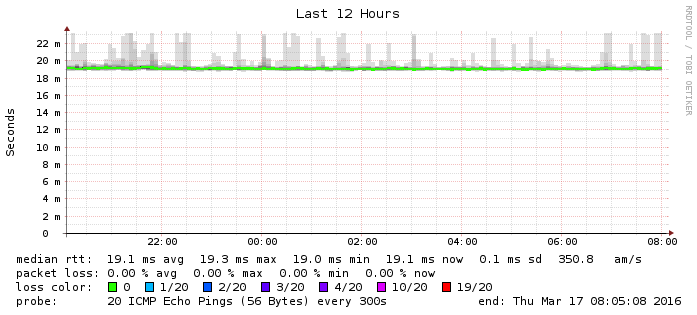 Last 12 Hours
RRDTOOL / TOBI OETIKER
Seconds
22 m
20 m
18 m
16 m
14 m
12 m
10 m
8 m
6 m
4 m
2 m
0
22:00 00:00 02:00 04:00 06:00 08:00
median rtt: 19.1 ms avg 19.3 ms max 19.0 ms min 19.1 ms now 0.1 ms sd 350.8 am/s
packet loss: 0.00 % avg 0.00 % max 0.00 % min 0.00 % now
loss color: 0 1/20 2/20 3/20 4/20 10/20 19/20
probe: 20 ICMP Echo Pings (56 Bytes) every 300s end: Thu Mar 17 08:05:08 2016